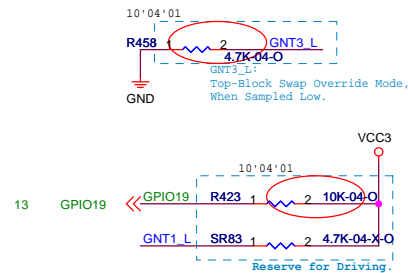 10'04'01
R458 1 2 GNT3_L
4.7K-04-O
GNT3_L:
Top-Block Swap Override Mode,
When Sampled Low.
GND
VCC3
10'04'01
13 GPIO19 GPIO19 R423 1 2 10K-04-O
GNT1_L SR83 1 2 4.7K-04-X-O
Reserve for Driving.